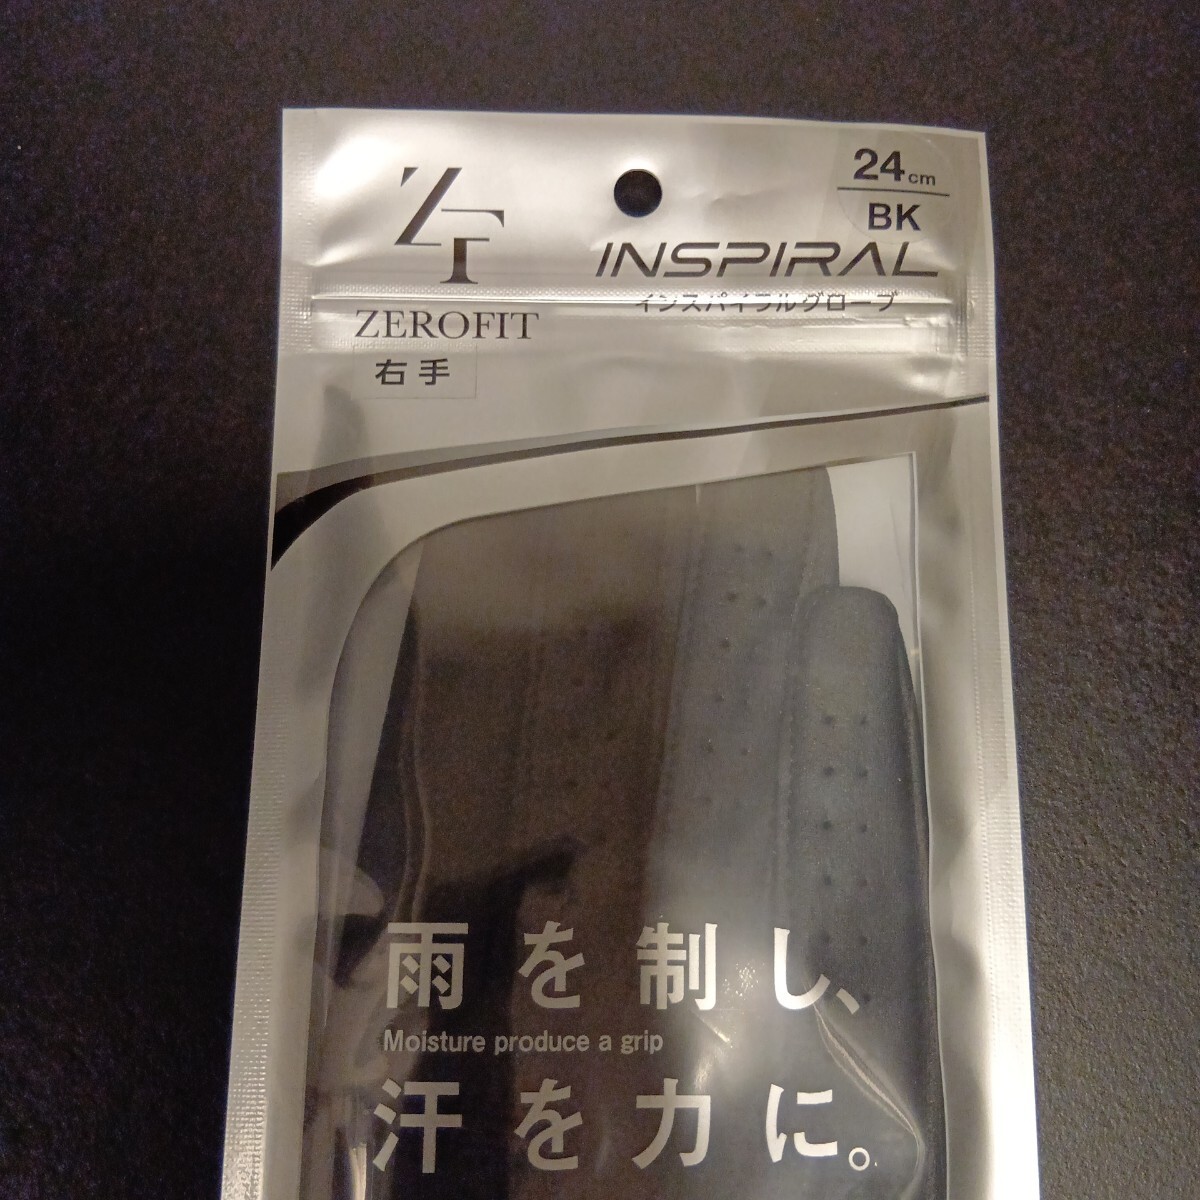 ZT
ZEROFIT
右手
24cm
BK
INSPIRAL
インスパイラルグローブ
雨を制し、
Moisture produce a grip
汗を力に。